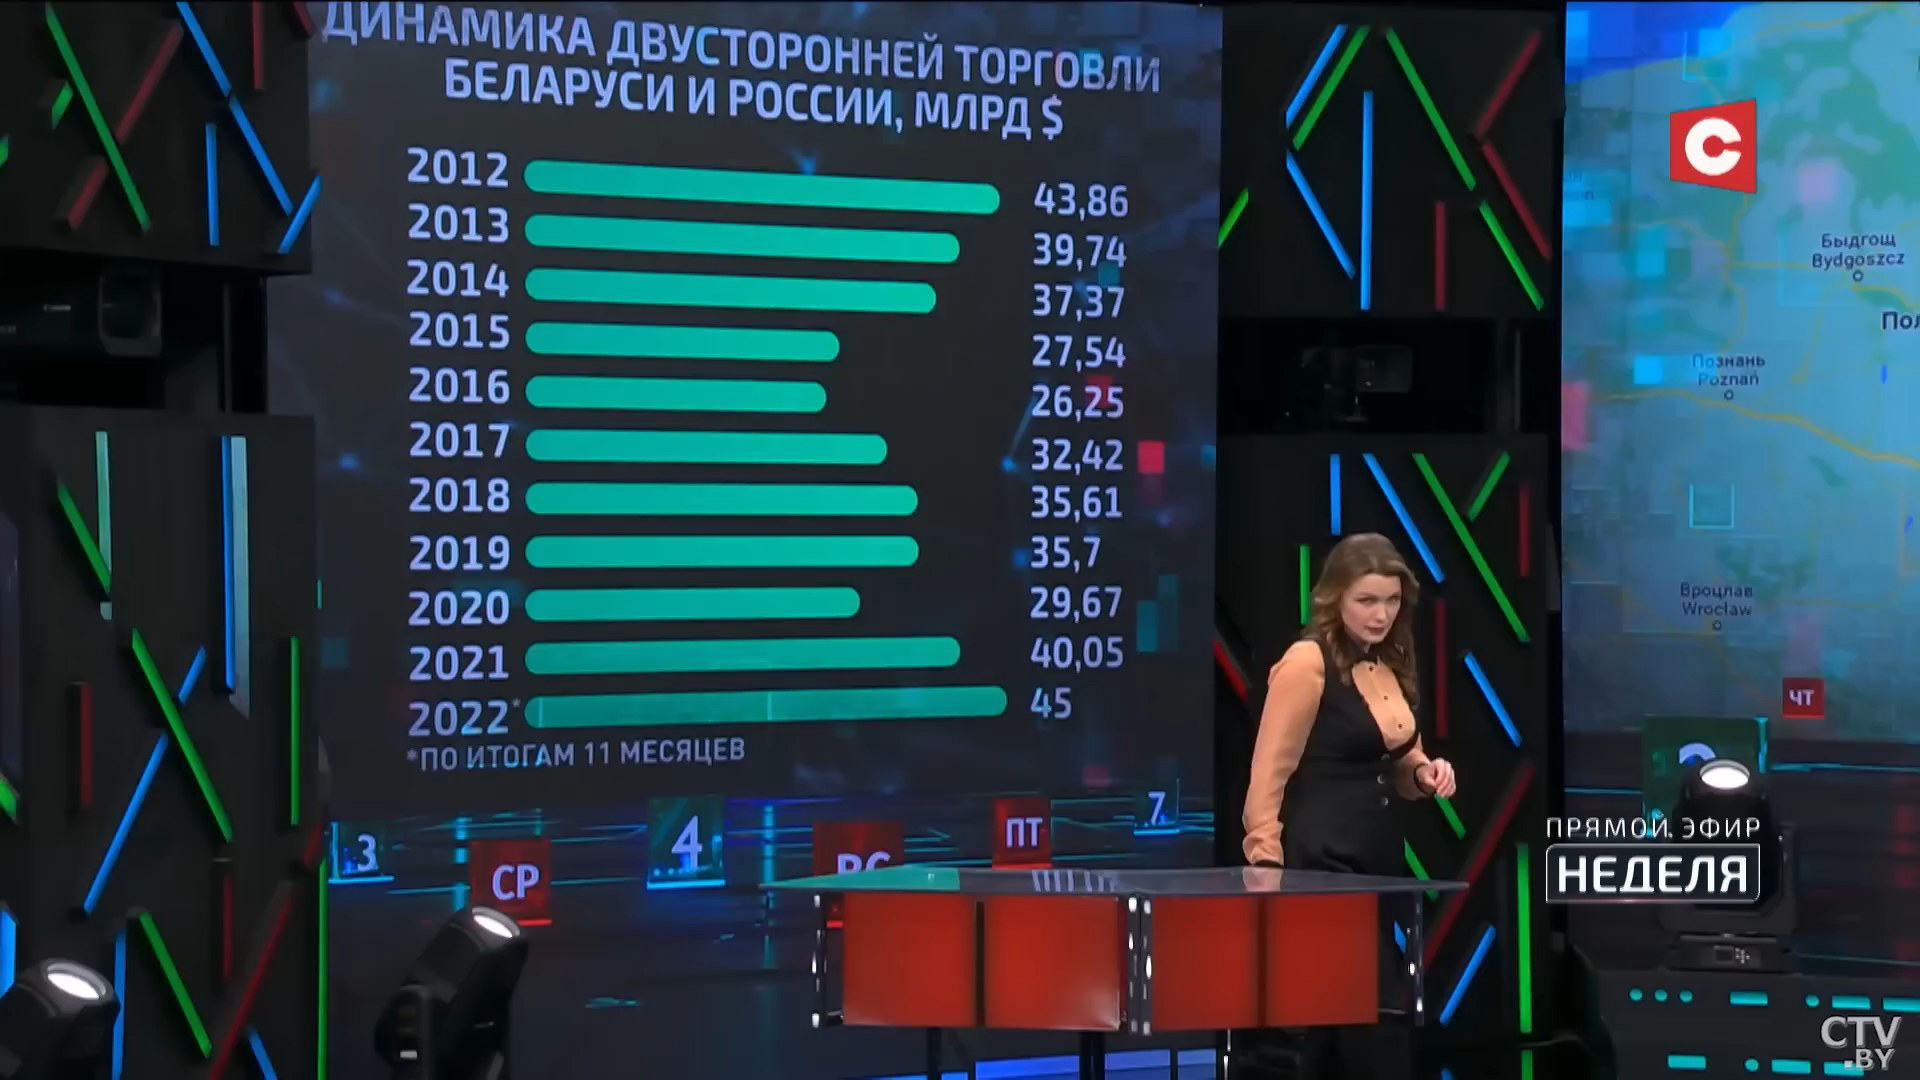 ДИНАМИКА ДВУСТОРОННЕЙ ТОРГОВЛИ
БЕЛАРУСИ И РОССИИ, МЛРД $
2012 43,86
2013 39,74
2014 37,37
2015 27,54
2016 26,25
2017 32,42
2018 35,61
2019 35,7
2020 29,67
2021 40,05
2022* 45
*ПО ИТОГАМ 11 МЕСЯЦЕВ
3
СР
4
ВС
ПТ
7
Быдгощ
Bydgoszcz
Познань
Poznań
Вроцлав
Wrocław
ЧТ
ПРЯМОЙ ЭФИР
НЕДЕЛЯ
CTV
.BY